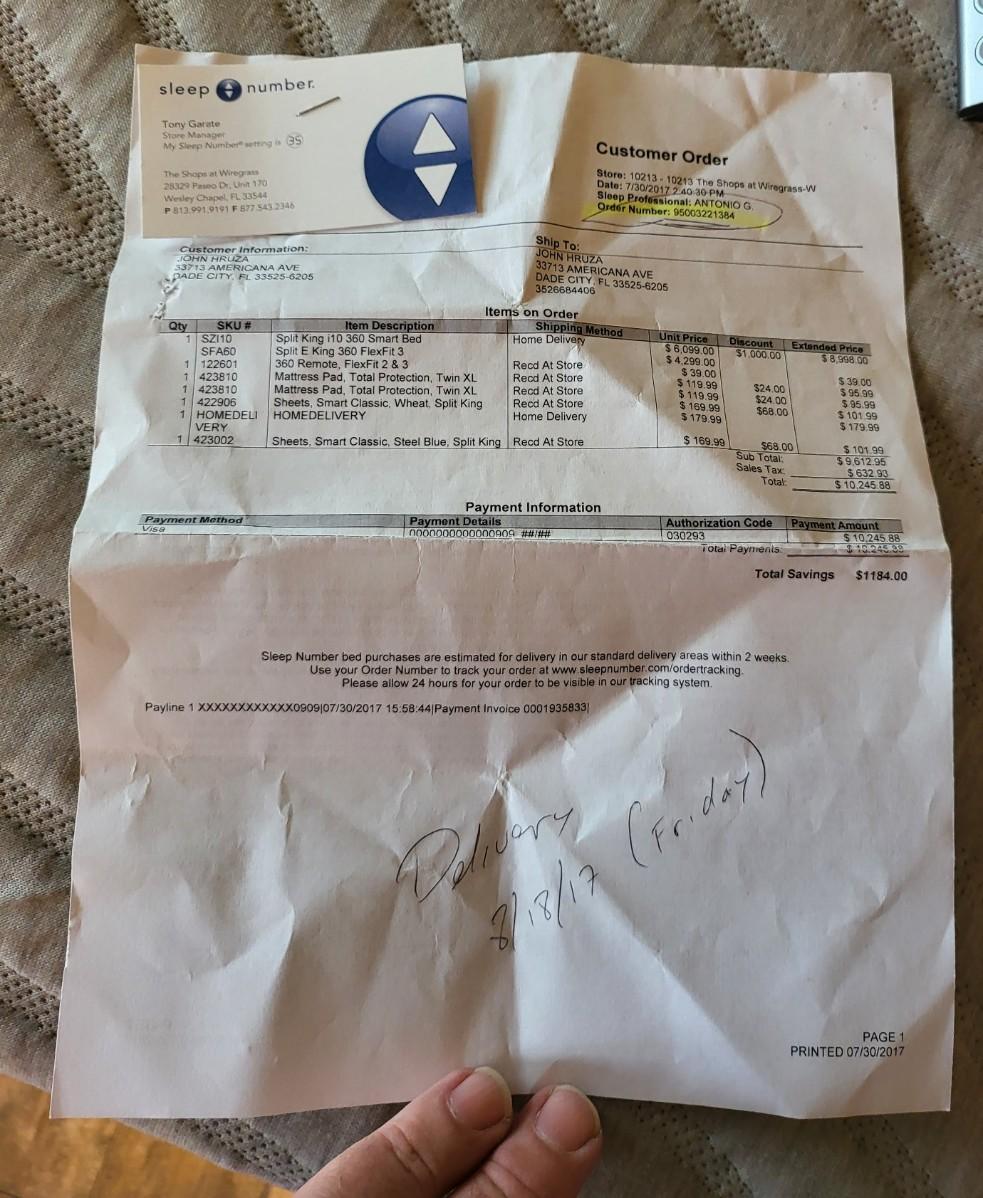 sleep number.
Tony Garate
Store Manager
My Sleep Number® setting is 35
The Shops at Wiregrass
28329 Paseo Dr, Unit 170
Wesley Chapel, FL 33544
P 813.991.9191 F 877.543.2346
Customer Order
Store: 10213 - 10213 The Shops at Wiregrass-W
Date: 7/30/2017 2:40:30 PM
Sleep Professional: ANTONIO G.
Order Number: 95003221384
Customer Information:
JOHN HRUZA
33713 AMERICANA AVE
DADE CITY, FL 33525-6205
Ship To:
JOHN HRUZA
33713 AMERICANA AVE
DADE CITY, FL 33525-6205
3526684406
Items on Order
Qty SKU # Item Description Shipping Method Unit Price Discount Extended Price
1 SZI10 Split King i10 360 Smart Bed Home Delivery $ 6,099.00 $1,000.00 $ 8,998.00
SFA60 Split E King 360 FlexFit 3 $ 4,299.00
1 122601 360 Remote, FlexFit 2 & 3 Recd At Store $ 39.00 $ 39.00
1 423810 Mattress Pad, Total Protection, Twin XL Recd At Store $ 119.99 $24.00 $ 95.99
1 423810 Mattress Pad, Total Protection, Twin XL Recd At Store $ 119.99 $24.00 $ 95.99
1 422906 Sheets, Smart Classic, Wheat, Split King Recd At Store $ 169.99 $68.00 $ 101.99
1 HOMEDELI HOMEDELIVERY Home Delivery $ 179.99 $ 179.99
VERY
1 423002 Sheets, Smart Classic, Steel Blue, Split King Recd At Store $ 169.99 $68.00 $ 101.99
Sub Total: $ 9,612.95
Sales Tax: $ 632.93
Total: $ 10,245.88
Payment Information
Payment Method Payment Details Authorization Code Payment Amount
Visa 0000000000000909 ##/## 030293 $ 10,245.88
Total Payments: $ 10,245.88
Total Savings $1184.00
Sleep Number bed purchases are estimated for delivery in our standard delivery areas within 2 weeks.
Use your Order Number to track your order at www.sleepnumber.com/ordertracking.
Please allow 24 hours for your order to be visible in our tracking system.
Payline 1 XXXXXXXXXXXX0909|07/30/2017 15:58:44|Payment Invoice 0001935833|
Delivery (Friday)
8/18/17
PAGE 1
PRINTED 07/30/2017